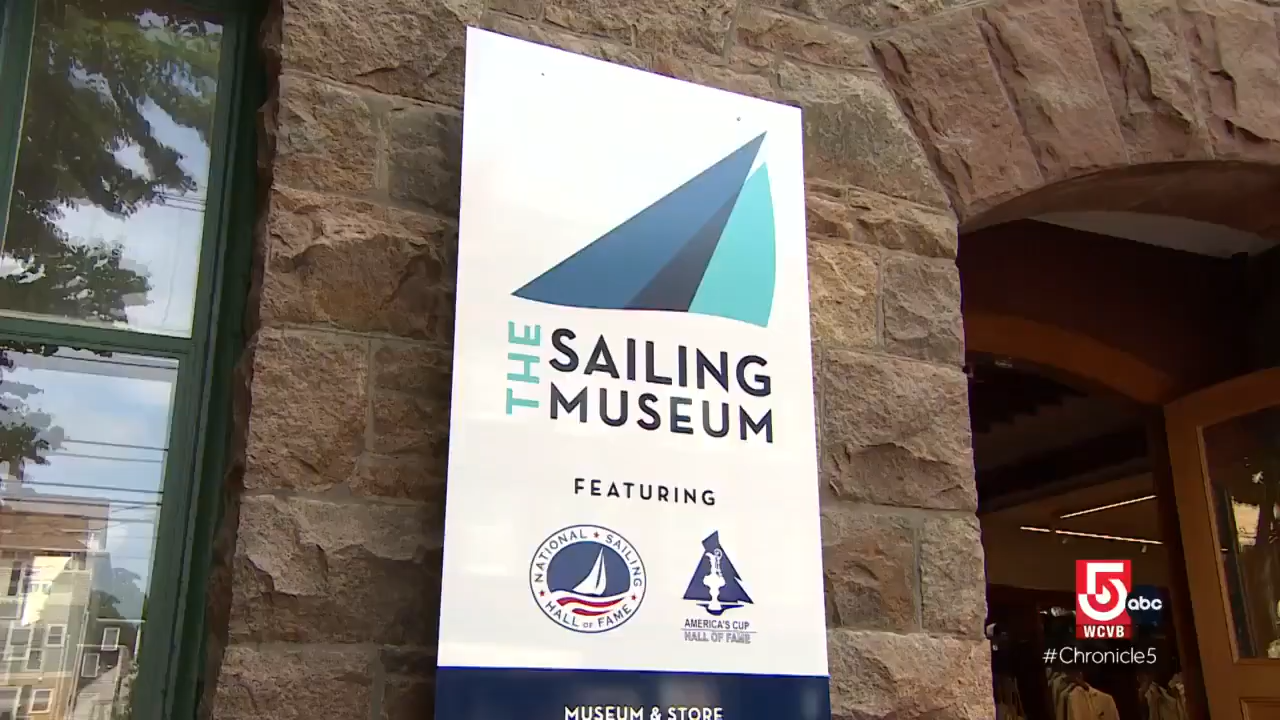 THE
SAILING
MUSEUM
FEATURING
NATIONAL ★ SAILING
★ HALL OF FAME ★
AMERICA'S CUP
HALL OF FAME
MUSEUM & STORE
5 abc
WCVB
#Chronicle5